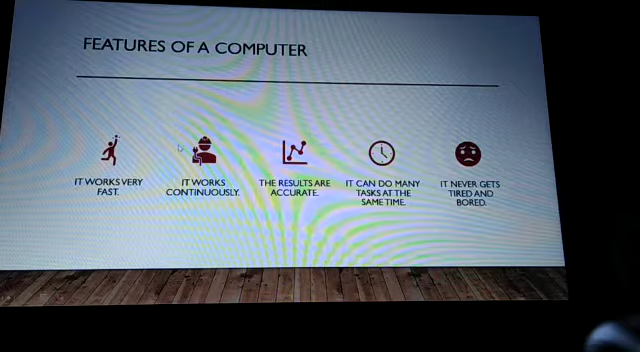 FEATURES OF A COMPUTER
IT WORKS VERY
FAST.
IT WORKS
CONTINUOUSLY.
THE RESULTS ARE
ACCURATE.
IT CAN DO MANY
TASKS AT THE
SAME TIME.
IT NEVER GETS
TIRED AND
BORED.